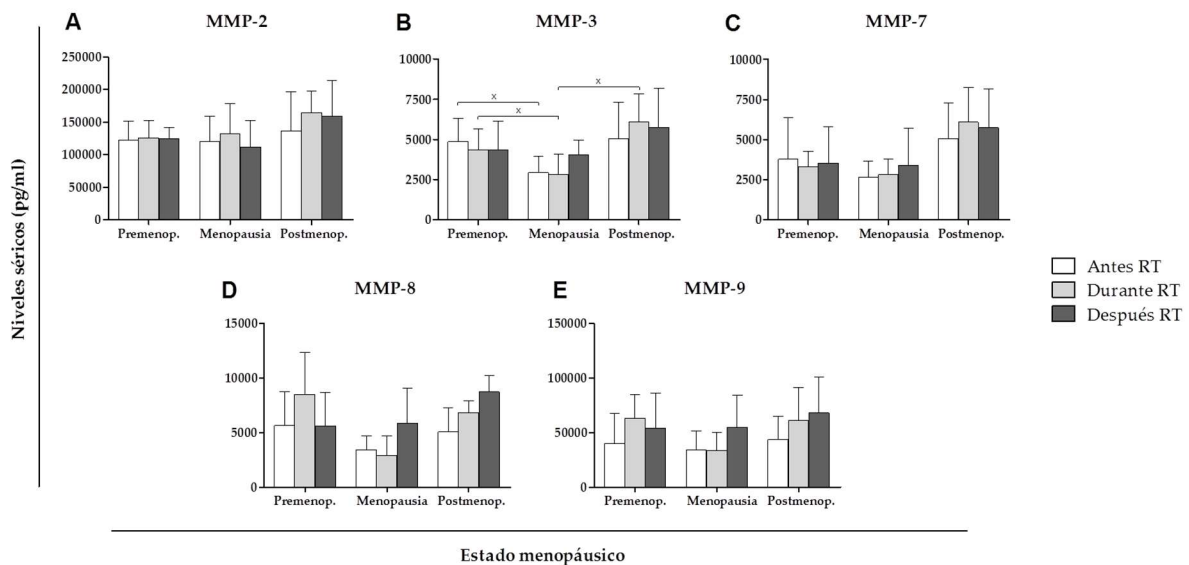 A
MMP-2
Niveles séricos (pg/ml)
250000
200000
150000
100000
50000
0
Premenop. Menopausia Postmenop.
B
MMP-3
10000
7500
5000
2500
0
x
x
x
Premenop. Menopausia Postmenop.
C
MMP-7
10000
7500
5000
2500
0
Premenop. Menopausia Postmenop.
D
MMP-8
15000
10000
5000
0
Premenop. Menopausia Postmenop.
E
MMP-9
150000
100000
50000
0
Premenop. Menopausia Postmenop.
Antes RT
Durante RT
Después RT
Estado menopáusico